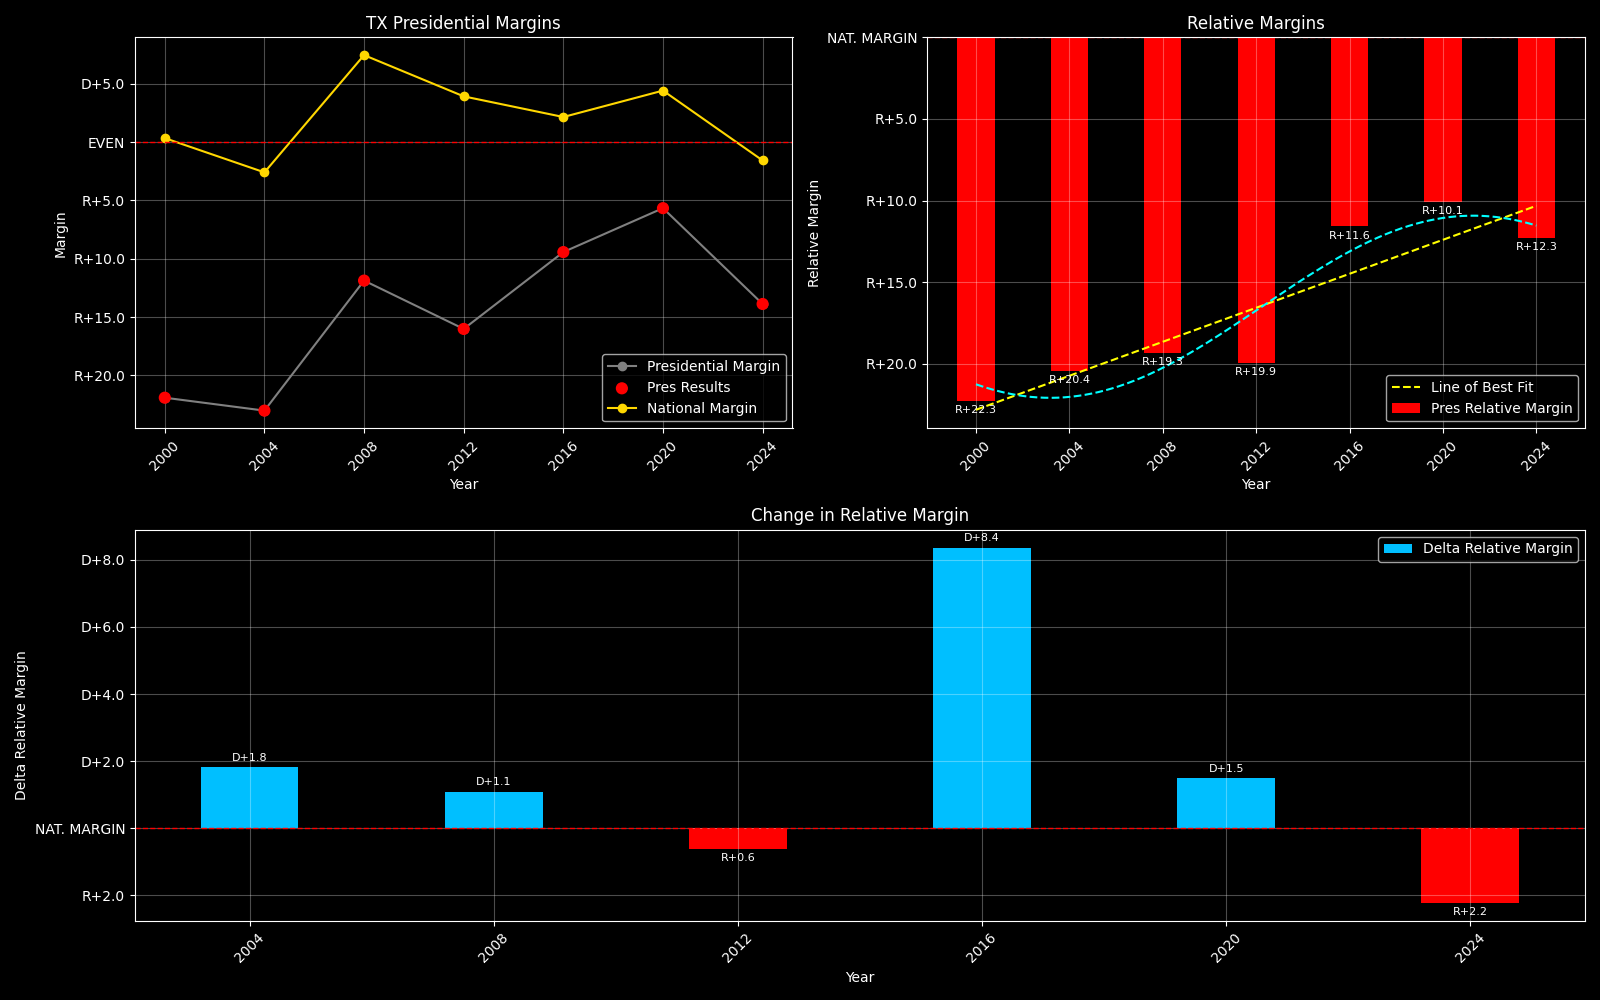 TX Presidential Margins
D+5.0
EVEN
R+5.0
R+10.0
R+15.0
R+20.0
Margin
2000
2004
2008
2012
2016
2020
2024
Year
Presidential Margin
Pres Results
National Margin
Relative Margins
NAT. MARGIN
R+5.0
R+10.0
R+15.0
R+20.0
Relative Margin
R+22.3
R+20.4
R+19.3
R+19.9
R+11.6
R+10.1
R+12.3
Line of Best Fit
Pres Relative Margin
2000
2004
2008
2012
2016
2020
2024
Year
Change in Relative Margin
D+8.0
D+6.0
D+4.0
D+2.0
NAT. MARGIN
R+2.0
Delta Relative Margin
D+1.8
D+1.1
R+0.6
D+8.4
D+1.5
R+2.2
Delta Relative Margin
2004
2008
2012
2016
2020
2024
Year